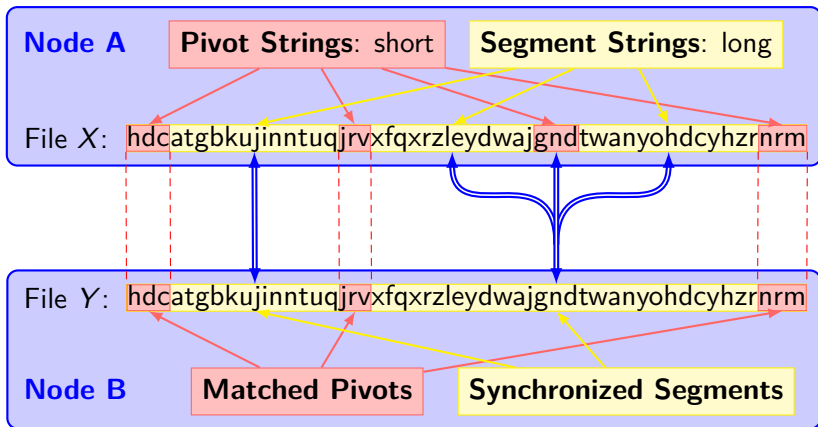 Node A Pivot Strings: short Segment Strings: long
File X: hdcatgbkujinntuqjrvxfqxrzleydwajgndtwanyohdcyhzrnrm
File Y: hdcatgbkujinntuqjrvxfqxrzleydwajgndtwanyohdcyhzrnrm
Node B Matched Pivots Synchronized Segments